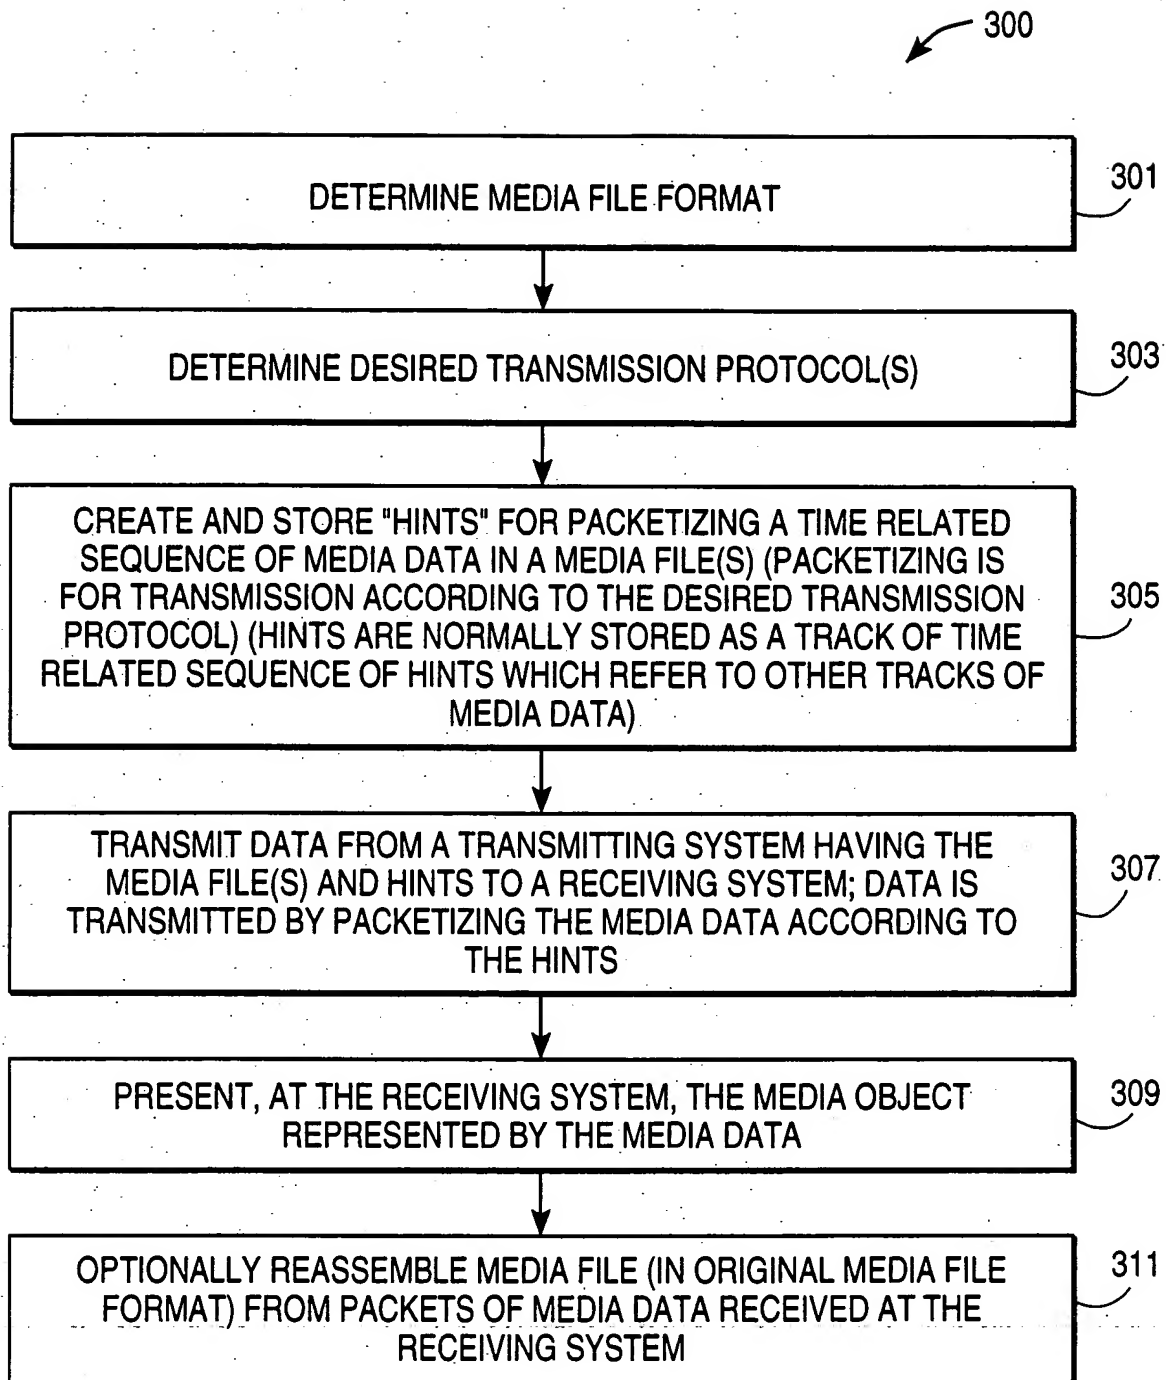 300
DETERMINE MEDIA FILE FORMAT
301
DETERMINE DESIRED TRANSMISSION PROTOCOL(S)
303
CREATE AND STORE "HINTS" FOR PACKETIZING A TIME RELATED
SEQUENCE OF MEDIA DATA IN A MEDIA FILE(S) (PACKETIZING IS
FOR TRANSMISSION ACCORDING TO THE DESIRED TRANSMISSION
PROTOCOL) (HINTS ARE NORMALLY STORED AS A TRACK OF TIME
RELATED SEQUENCE OF HINTS WHICH REFER TO OTHER TRACKS OF
MEDIA DATA)
305
TRANSMIT DATA FROM A TRANSMITTING SYSTEM HAVING THE
MEDIA FILE(S) AND HINTS TO A RECEIVING SYSTEM; DATA IS
TRANSMITTED BY PACKETIZING THE MEDIA DATA ACCORDING TO
THE HINTS
307
PRESENT, AT THE RECEIVING SYSTEM, THE MEDIA OBJECT
REPRESENTED BY THE MEDIA DATA
309
OPTIONALLY REASSEMBLE MEDIA FILE (IN ORIGINAL MEDIA FILE
FORMAT) FROM PACKETS OF MEDIA DATA RECEIVED AT THE
RECEIVING SYSTEM
311